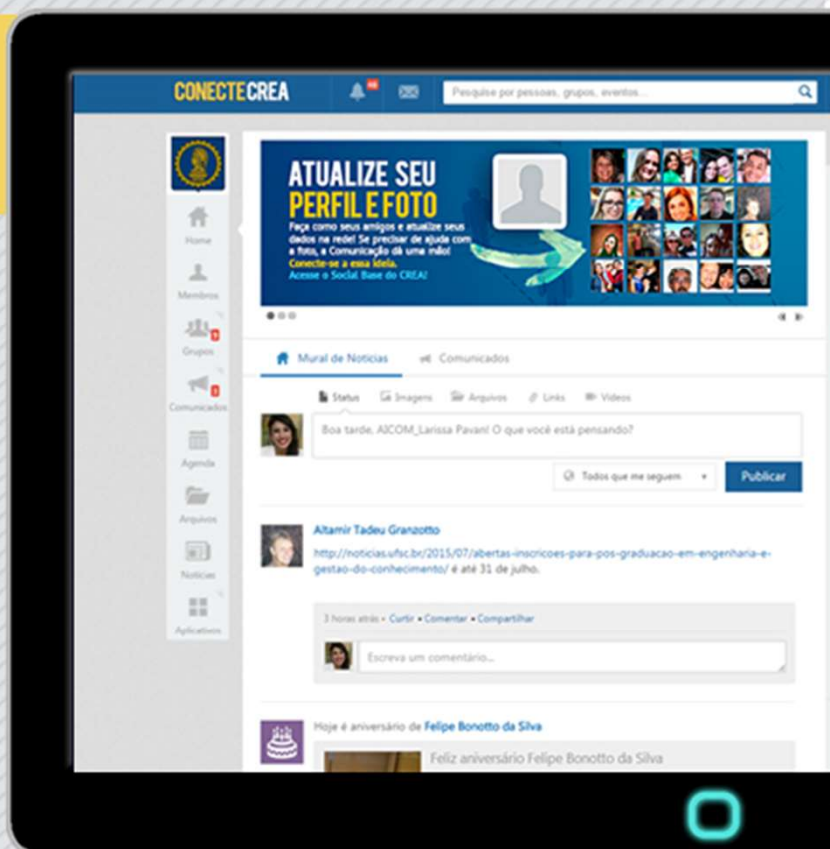 CONECTECREA
Pesquise por pessoas, grupos, eventos...
ATUALIZE SEU
PERFIL E FOTO
Faça como seus amigos e atualize seus
dados na rede! Se precisar de ajuda com
a foto, a Comunicação dá uma mão!
Conecte-se a essa ideia.
Acesse o Social Base do CREA!
Home
Membros
Grupos
Comunicados
Agenda
Arquivos
Notícias
Aplicativos
Mural de Notícias Comunicados
Status Imagens Arquivos Links Vídeos
Boa tarde, AICOM_Larissa Pavan! O que você está pensando?
Todos que me seguem Publicar
Altamir Tadeu Granzotto
http://noticias.ufsc.br/2015/07/abertas-inscricoes-para-pos-graduacao-em-engenharia-e-
gestao-do-conhecimento/ é até 31 de julho.
3 horas atrás • Curtir • Comentar • Compartilhar
Escreva um comentário...
Hoje é aniversário de Felipe Bonotto da Silva
Feliz aniversário Felipe Bonotto da Silva